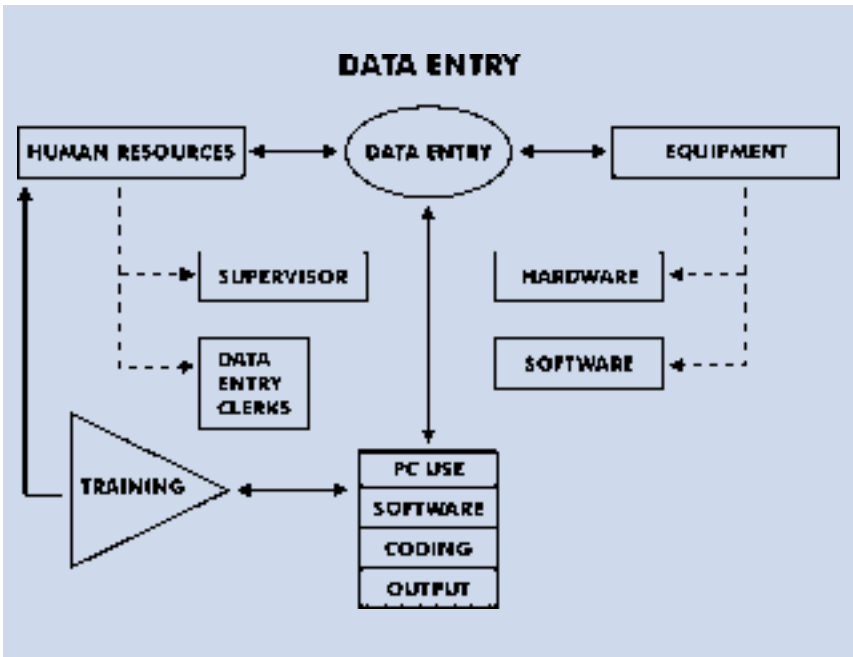 DATA ENTRY
HUMAN RESOURCES
DATA ENTRY
EQUIPMENT
SUPERVISOR
HARDWARE
DATA
ENTRY
CLERKS
SOFTWARE
TRAINING
PC USE
SOFTWARE
CODING
OUTPUT